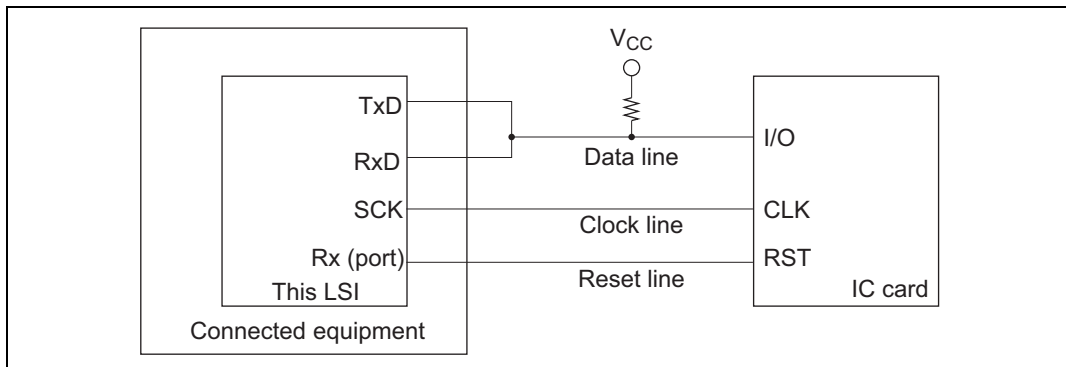 VCC
TxD
I/O
Data line
RxD
SCK
CLK
Clock line
Rx (port)
RST
Reset line
This LSI
IC card
Connected equipment